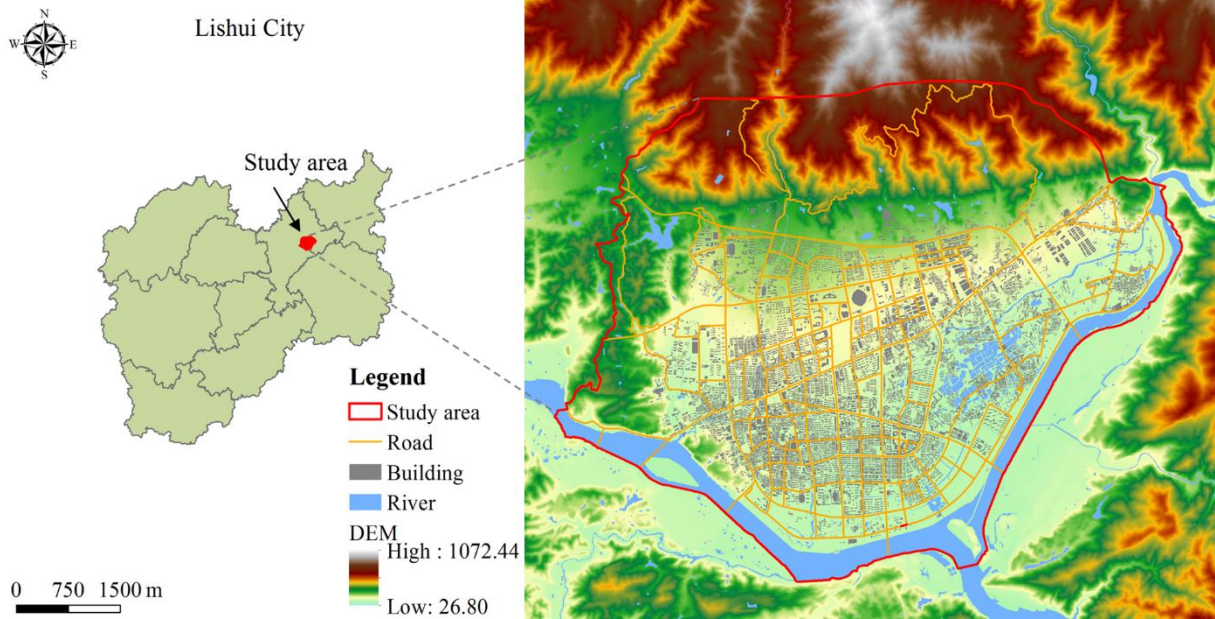 Lishui City
N
W
E
S
Study area
Legend
Study area
Road
Building
River
DEM
High : 1072.44
Low: 26.80
0 750 1500 m